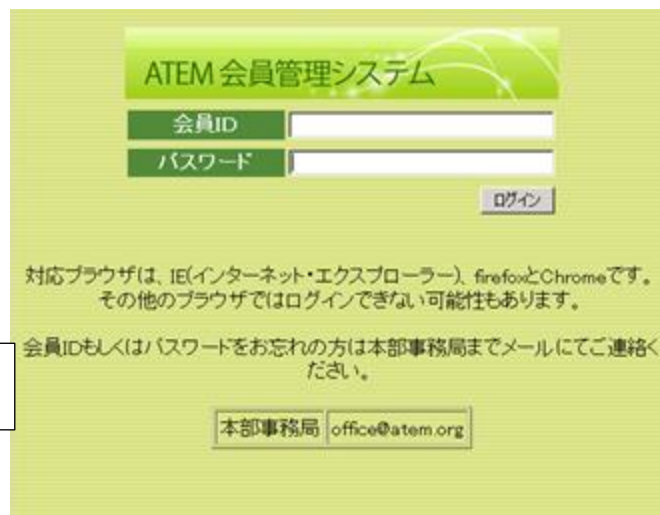 ATEM 会員管理システム
会員ID
パスワード
ログイン
対応ブラウザは、IE(インターネット・エクスプローラー)、firefoxとChromeです。
その他のブラウザではログインできない可能性もあります。
会員IDもしくはパスワードをお忘れの方は本部事務局までメールにてご連絡く
ださい。
本部事務局 office@atem.org